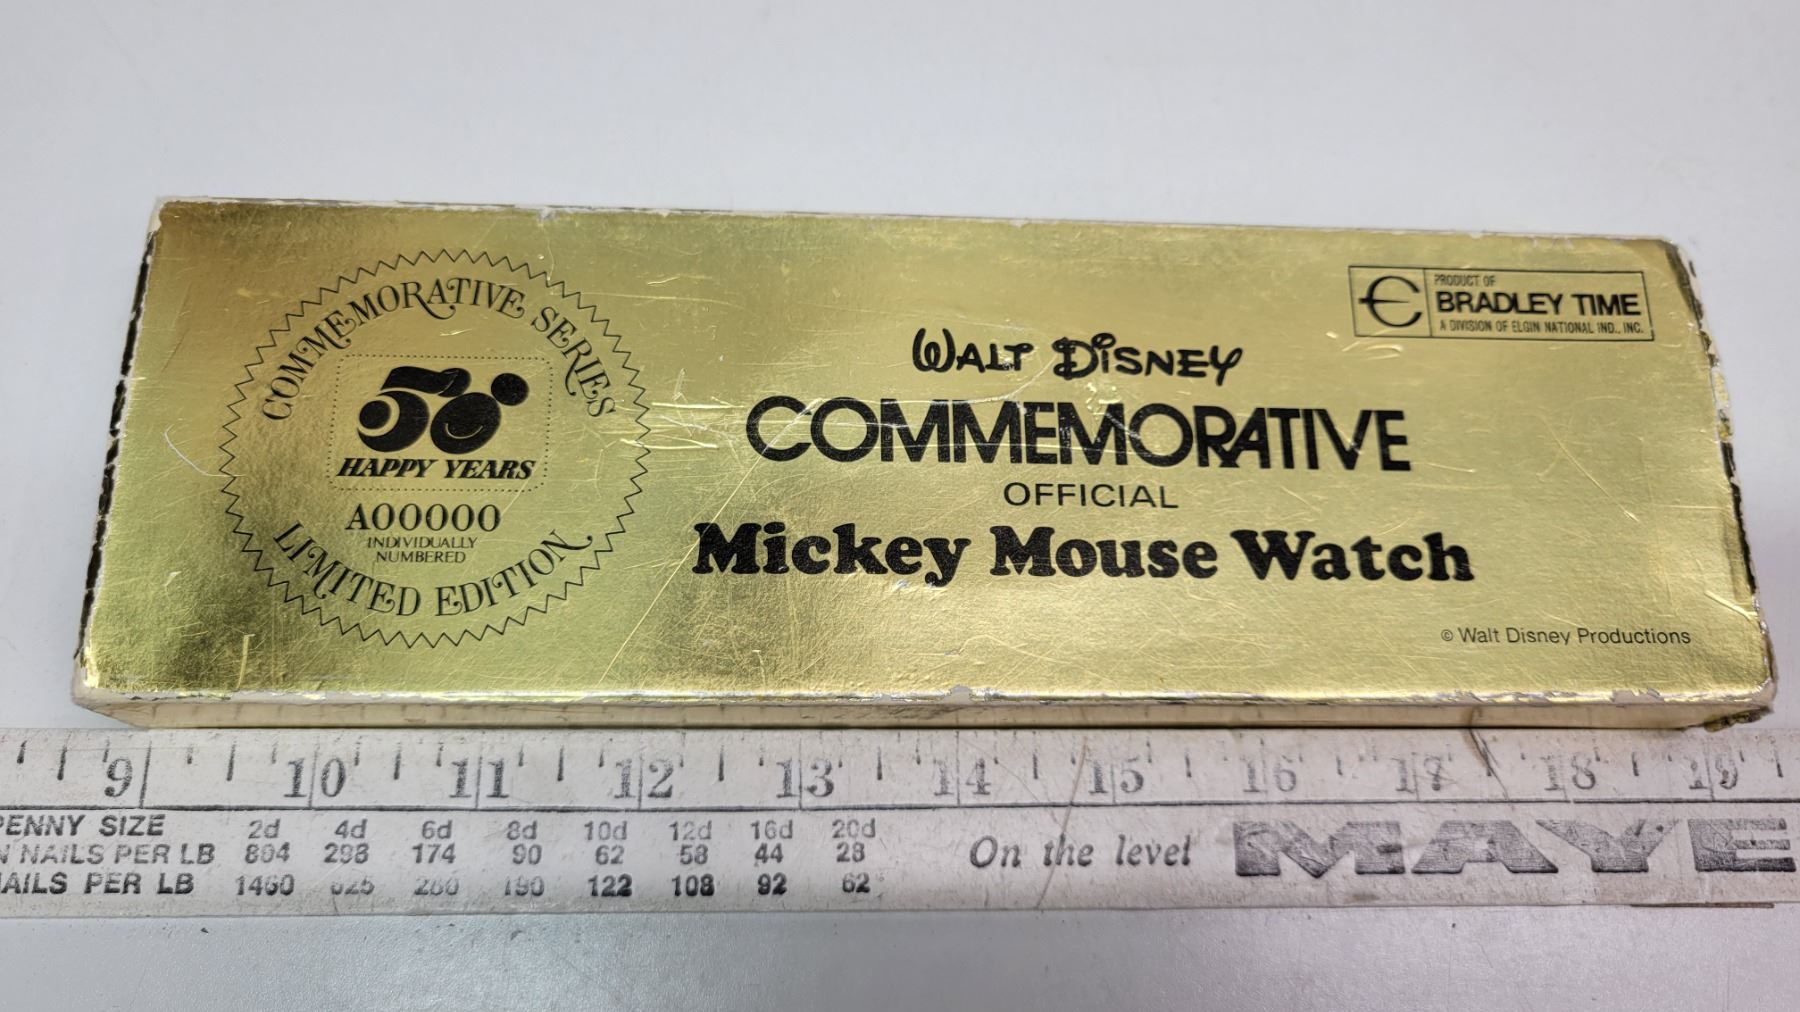 COMMEMORATIVE SERIES
50
HAPPY YEARS
A00000
INDIVIDUALLY
NUMBERED
LIMITED EDITION
PRODUCT OF
BRADLEY TIME
A DIVISION OF ELGIN NATIONAL IND., INC.
WALT DISNEY
COMMEMORATIVE
OFFICIAL
Mickey Mouse Watch
© Walt Disney Productions
9 10 11 12 13 14 15 16 17 18 19
PENNY SIZE 2d 4d 6d 8d 10d 12d 16d 20d
NAILS PER LB 804 298 174 90 62 58 44 28
NAILS PER LB 1460 122 108 92 62
On the level MAYE